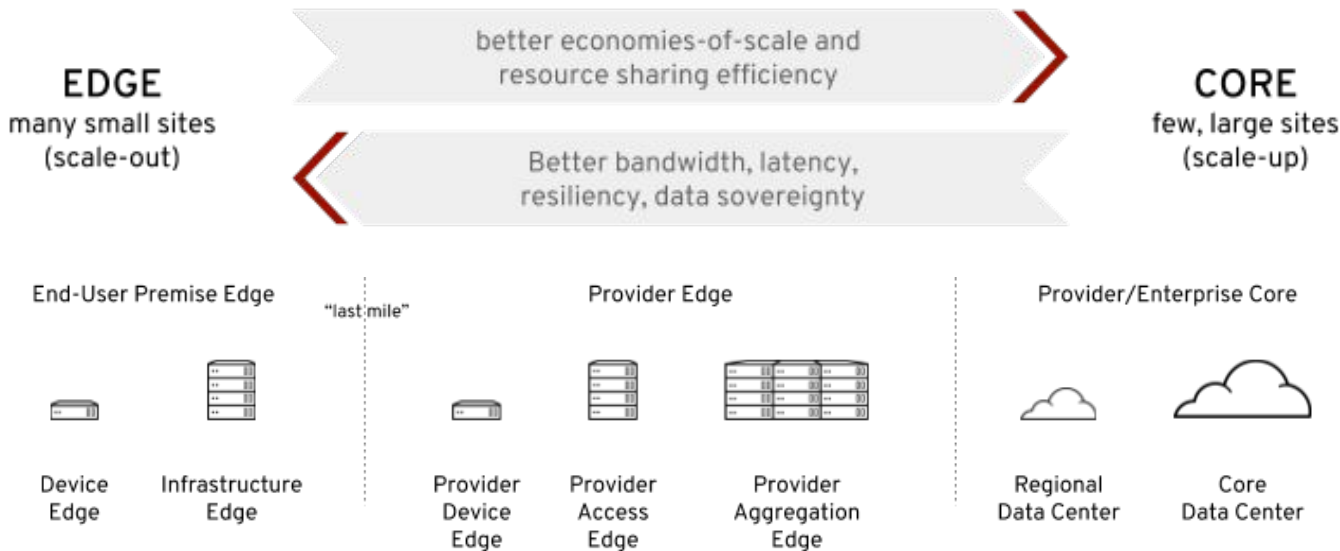 better economies-of-scale and
resource sharing efficiency
EDGE
many small sites
(scale-out)
CORE
few, large sites
(scale-up)
Better bandwidth, latency,
resiliency, data sovereignty
End-User Premise Edge
"last mile"
Provider Edge
Provider/Enterprise Core
Device
Edge
Infrastructure
Edge
Provider
Device
Edge
Provider
Access
Edge
Provider
Aggregation
Edge
Regional
Data Center
Core
Data Center